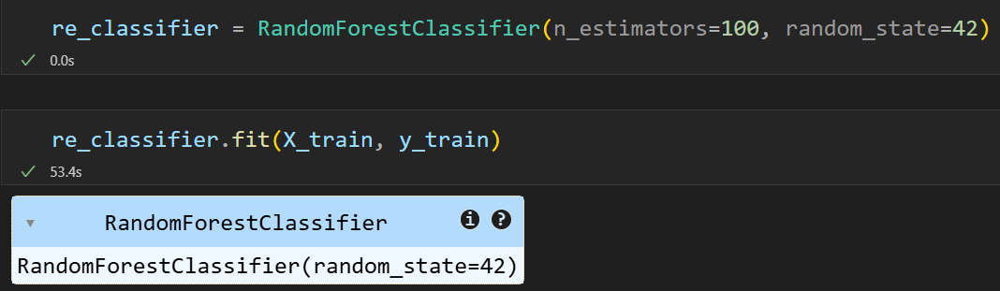 re_classifier = RandomForestClassifier(n_estimators=100, random_state=42)
0.0s
re_classifier.fit(X_train, y_train)
53.4s
RandomForestClassifier
RandomForestClassifier(random_state=42)